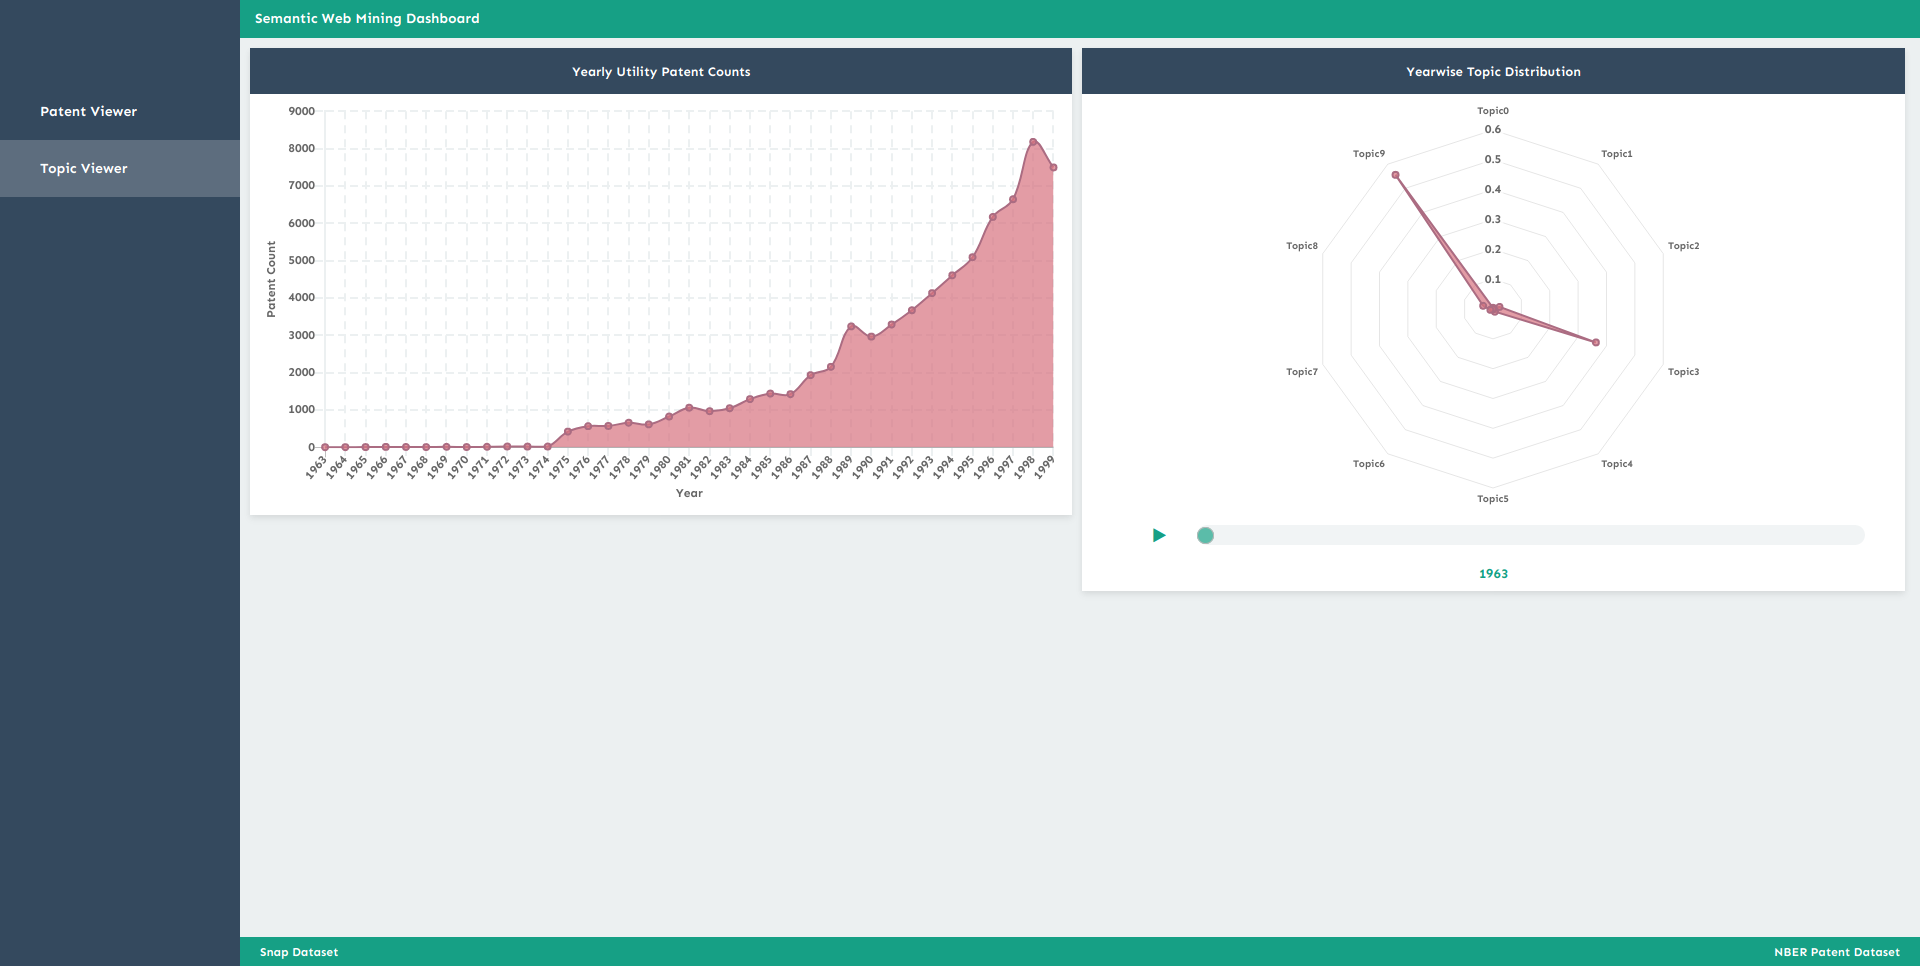 Semantic Web Mining Dashboard
Patent Viewer
Topic Viewer
Yearly Utility Patent Counts
9000
8000
7000
6000
5000
4000
3000
2000
1000
0
Patent Count
1963 1964 1965 1966 1967 1968 1969 1970 1971 1972 1973 1974 1975 1976 1977 1978 1979 1980 1981 1982 1983 1984 1985 1986 1987 1988 1989 1990 1991 1992 1993 1994 1995 1996 1997 1998 1999
Year
Yearwise Topic Distribution
Topic0
0.6
Topic9 Topic1
0.5
0.4
0.3
Topic8 Topic2
0.2
0.1
Topic7 Topic3
Topic6 Topic4
Topic5
1963
Snap Dataset
NBER Patent Dataset